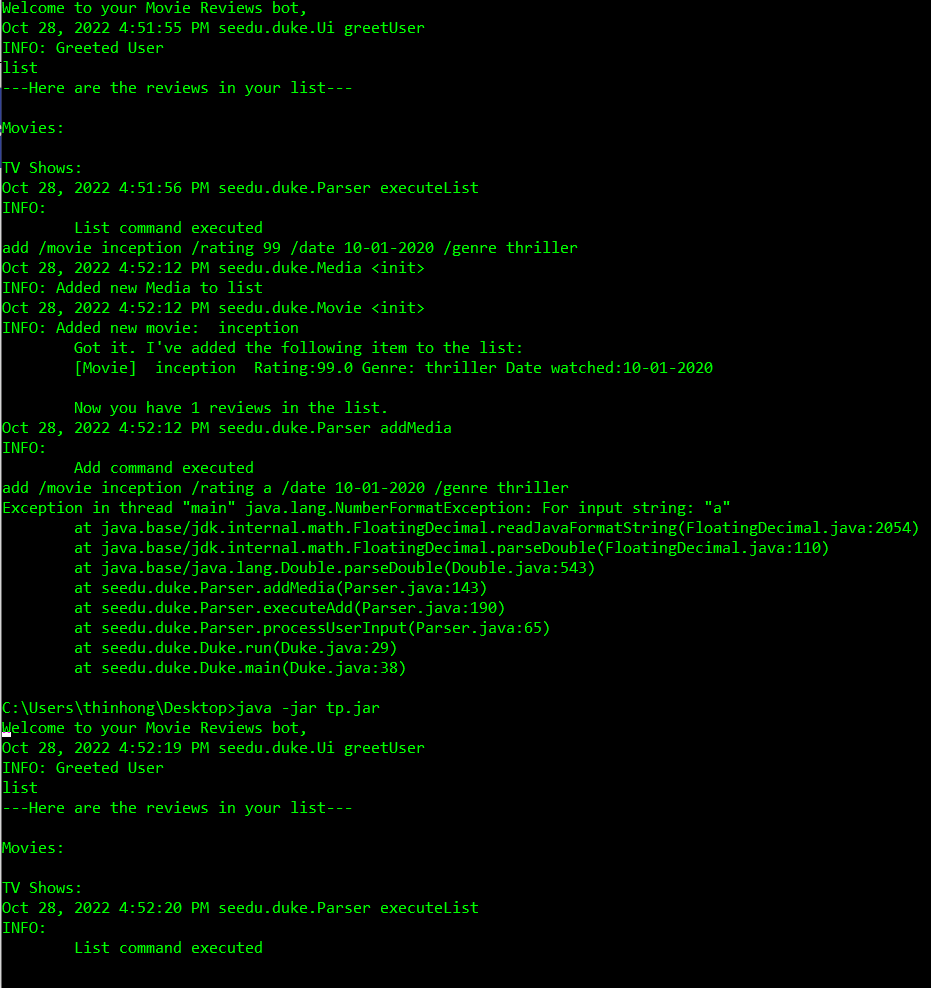 Welcome to your Movie Reviews bot,
Oct 28, 2022 4:51:55 PM seedu.duke.Ui greetUser
INFO: Greeted User
list
---Here are the reviews in your list---
Movies:
TV Shows:
Oct 28, 2022 4:51:56 PM seedu.duke.Parser executeList
INFO:
List command executed
add /movie inception /rating 99 /date 10-01-2020 /genre thriller
Oct 28, 2022 4:52:12 PM seedu.duke.Media <init>
INFO: Added new Media to list
Oct 28, 2022 4:52:12 PM seedu.duke.Movie <init>
INFO: Added new movie:  inception
Got it. I've added the following item to the list:
[Movie]  inception  Rating:99.0 Genre: thriller Date watched:10-01-2020
Now you have 1 reviews in the list.
Oct 28, 2022 4:52:12 PM seedu.duke.Parser addMedia
INFO:
Add command executed
add /movie inception /rating a /date 10-01-2020 /genre thriller
Exception in thread "main" java.lang.NumberFormatException: For input string: "a"
at java.base/jdk.internal.math.FloatingDecimal.readJavaFormatString(FloatingDecimal.java:2054)
at java.base/jdk.internal.math.FloatingDecimal.parseDouble(FloatingDecimal.java:110)
at java.base/java.lang.Double.parseDouble(Double.java:543)
at seedu.duke.Parser.addMedia(Parser.java:143)
at seedu.duke.Parser.executeAdd(Parser.java:190)
at seedu.duke.Parser.processUserInput(Parser.java:65)
at seedu.duke.Duke.run(Duke.java:29)
at seedu.duke.Duke.main(Duke.java:38)
C:\Users\thinhong\Desktop>java -jar tp.jar
Welcome to your Movie Reviews bot,
Oct 28, 2022 4:52:19 PM seedu.duke.Ui greetUser
INFO: Greeted User
list
---Here are the reviews in your list---
Movies:
TV Shows:
Oct 28, 2022 4:52:20 PM seedu.duke.Parser executeList
INFO:
List command executed